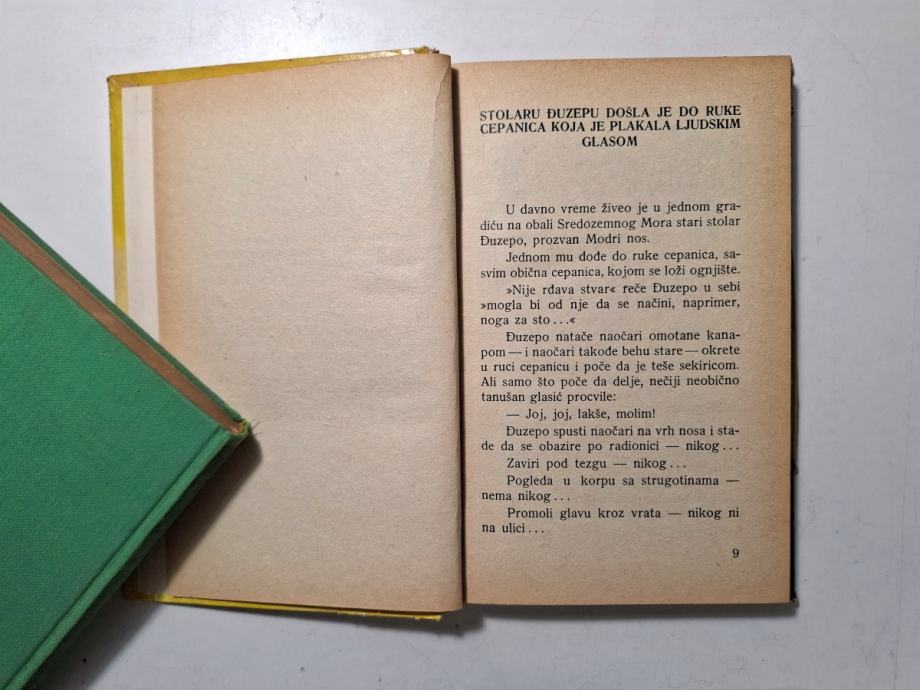 STOLARU ĐUZEPU DOŠLA JE DO RUKE
CEPANICA KOJA JE PLAKALA LJUDSKIM
GLASOM
U davno vreme živeo je u jednom gra-
diću na obali Sredozemnog Mora stari stolar
Đuzepo, prozvan Modri nos.
Jednom mu dođe do ruke cepanica, sa-
svim obična cepanica, kojom se loži ognjište.
»Nije rđava stvar« reče Đuzepo u sebi
»mogla bi od nje da se načini, naprimer,
noga za sto...«
Đuzepo natače naočari omotane kana-
pom — i naočari takođe behu stare — okrete
u ruci cepanicu i poče da je teše sekiricom.
Ali samo što poče da delje, nečiji neobično
tanušan glasić procvile:
— Joj, joj, lakše, molim!
Đuzepo spusti naočari na vrh nosa i sta-
de da se obazire po radionici — nikog...
Zaviri pod tezgu — nikog...
Pogleda u korpu sa strugotinama —
nema nikog...
Promoli glavu kroz vrata — nikog ni
na ulici...
9